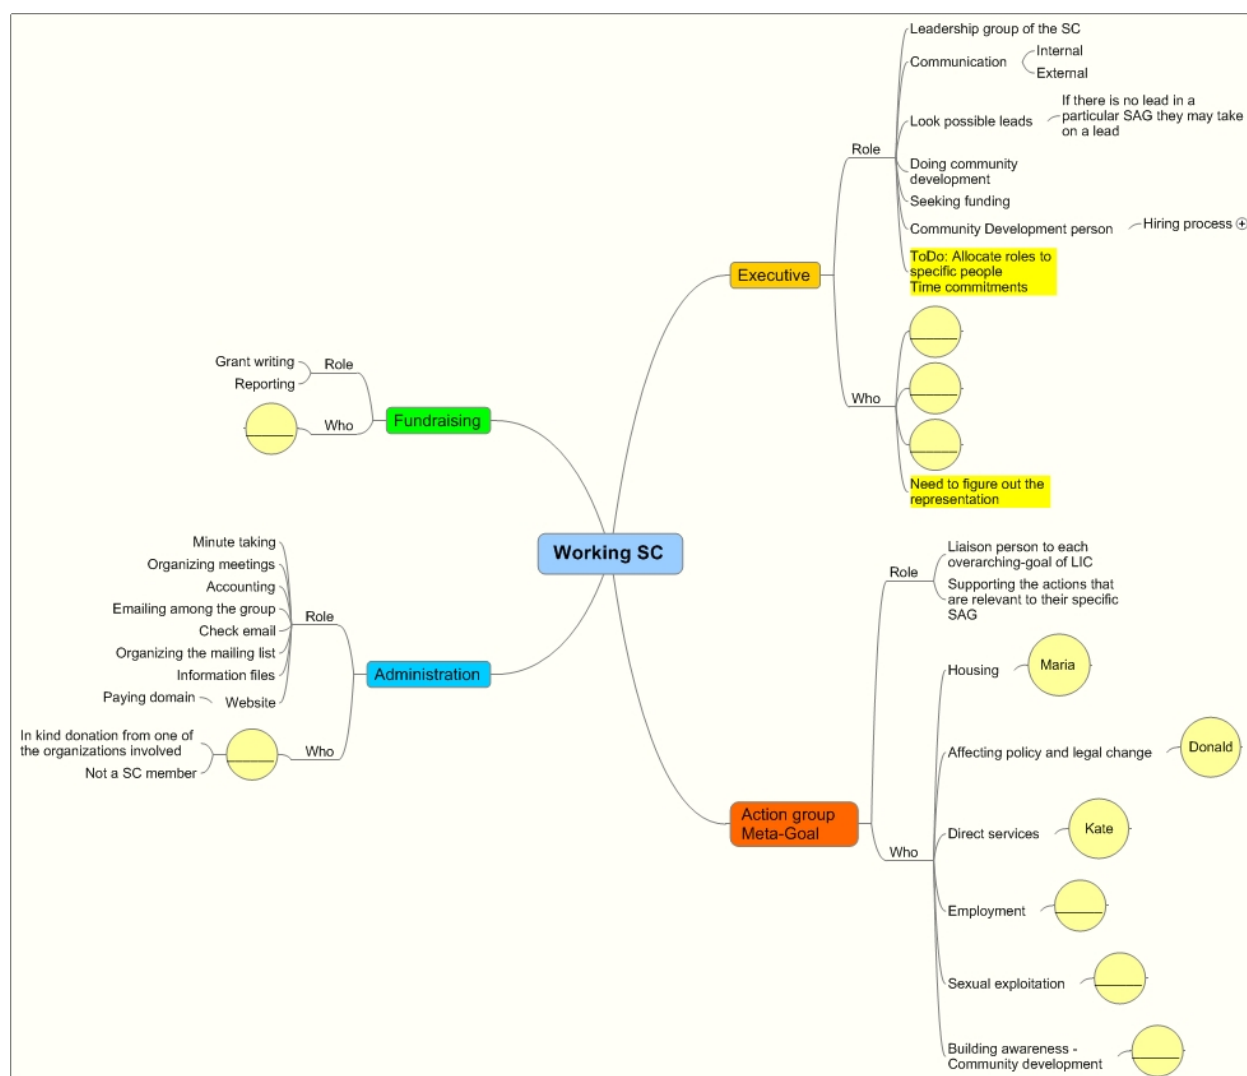 Working SC
Executive
Role
Leadership group of the SC
Communication
Internal
External
Look possible leads
If there is no lead in a
particular SAG they may take
on a lead
Doing community
development
Seeking funding
Community Development person
Hiring process
ToDo: Allocate roles to
specific people
Time commitments
Who
Need to figure out the
representation
Fundraising
Role
Grant writing
Reporting
Who
Administration
Role
Minute taking
Organizing meetings
Accounting
Emailing among the group
Check email
Organizing the mailing list
Information files
Website
Paying domain
Who
In kind donation from one of
the organizations involved
Not a SC member
Action group
Meta-Goal
Role
Liaison person to each
overarching-goal of LIC
Supporting the actions that
are relevant to their specific
SAG
Who
Housing
Maria
Affecting policy and legal change
Donald
Direct services
Kate
Employment
Sexual exploitation
Building awareness -
Community development